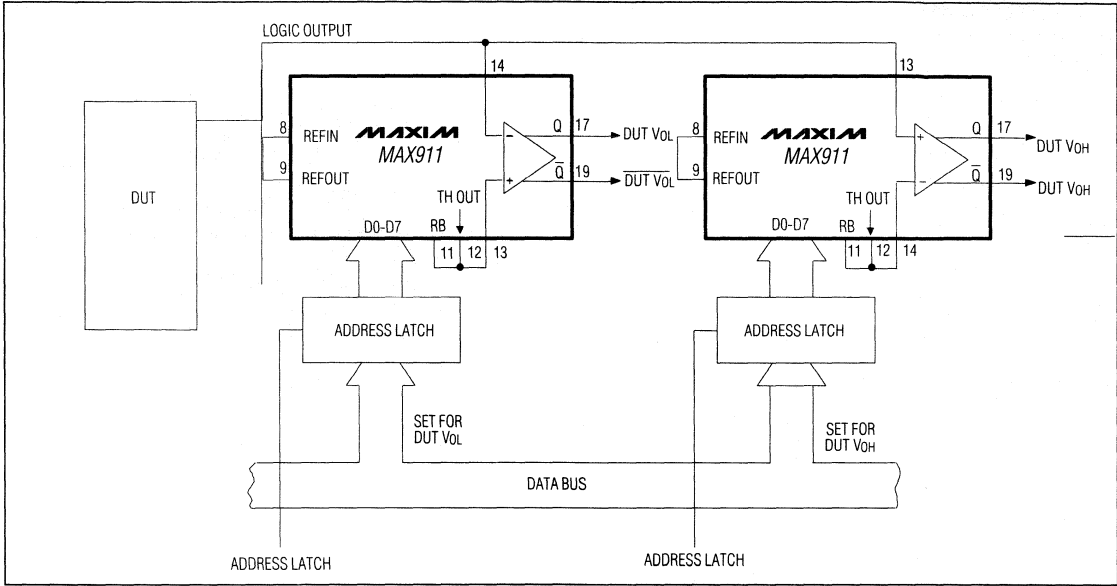 LOGIC OUTPUT
14
13
8
REFIN
MAXIM
MAX911
9
REFOUT
−
+
Q
17
DUT VOL
Q̅
19
D̅U̅T̅ ̅V̅O̅L̅
TH OUT
D0-D7
RB
11
12
13
8
REFIN
MAXIM
MAX911
9
REFOUT
+
−
Q
17
DUT VOH
Q̅
19
DUT VOH
TH OUT
D0-D7
RB
11
12
14
DUT
ADDRESS LATCH
ADDRESS LATCH
SET FOR
DUT VOL
SET FOR
DUT VOH
DATA BUS
ADDRESS LATCH
ADDRESS LATCH